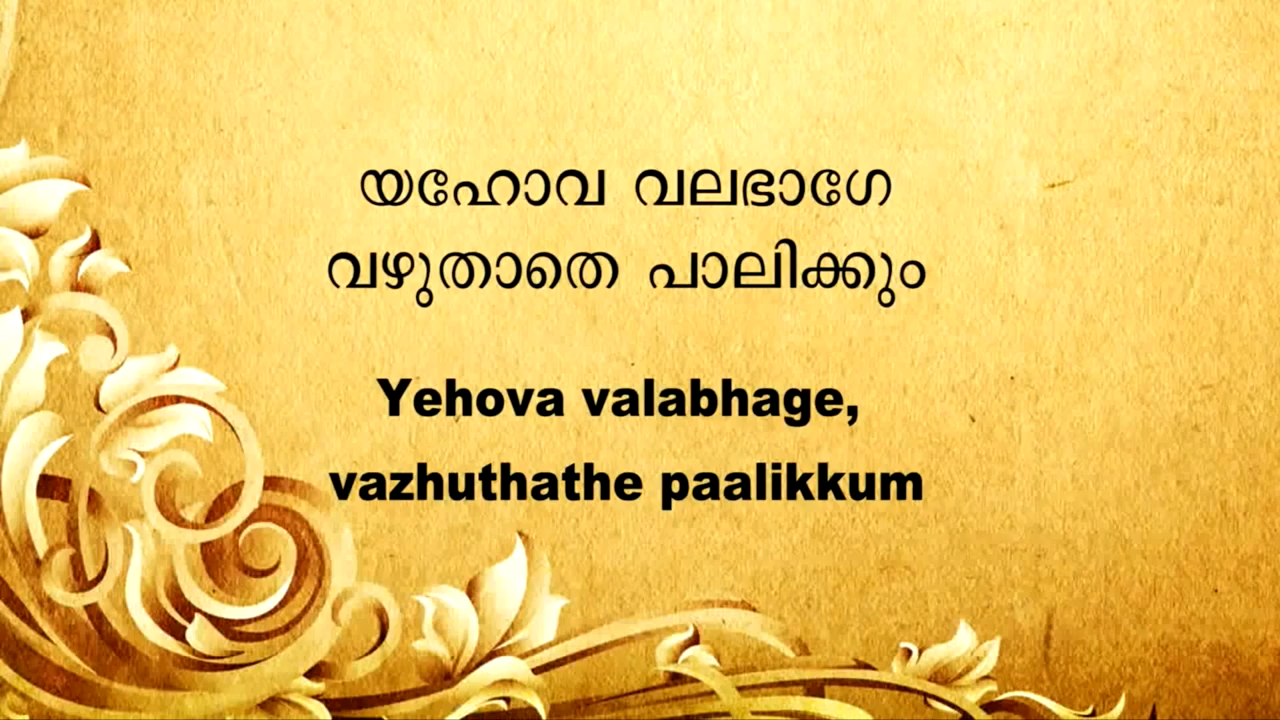 യഹോവ വലഭാഗേ
വഴുതാതെ പാലിക്കും
Yehova valabhage,
vazhuthathe paalikkum